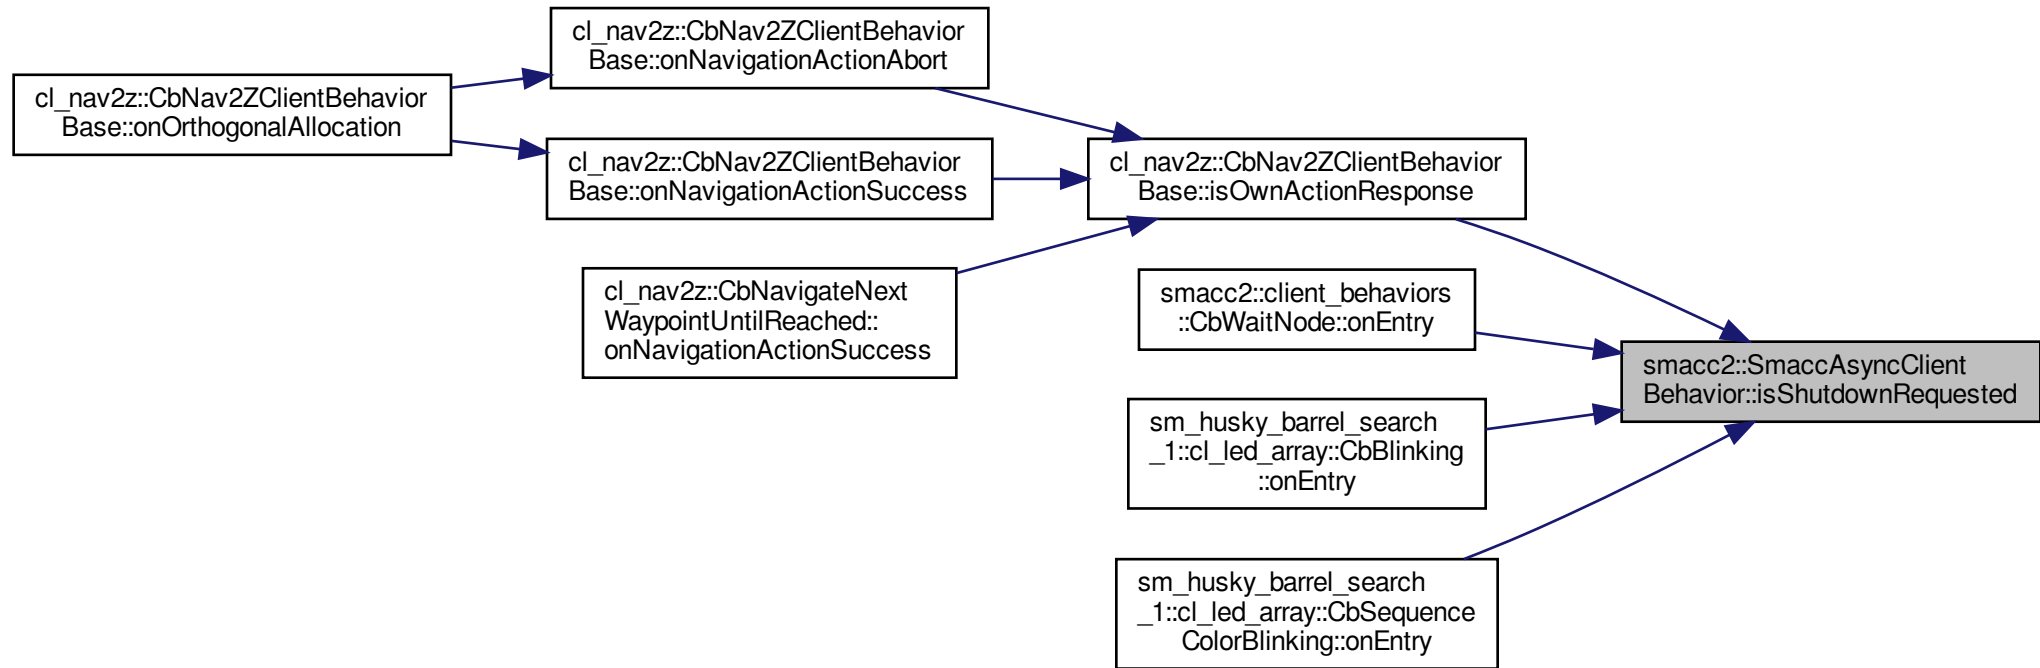 cl_nav2z::CbNav2ZClientBehavior
Base::onOrthogonalAllocation
cl_nav2z::CbNav2ZClientBehavior
Base::onNavigationActionAbort
cl_nav2z::CbNav2ZClientBehavior
Base::onNavigationActionSuccess
cl_nav2z::CbNavigateNext
WaypointUntilReached::
onNavigationActionSuccess
cl_nav2z::CbNav2ZClientBehavior
Base::isOwnActionResponse
smacc2::client_behaviors
::CbWaitNode::onEntry
sm_husky_barrel_search
_1::cl_led_array::CbBlinking
::onEntry
sm_husky_barrel_search
_1::cl_led_array::CbSequence
ColorBlinking::onEntry
smacc2::SmaccAsyncClient
Behavior::isShutdownRequested